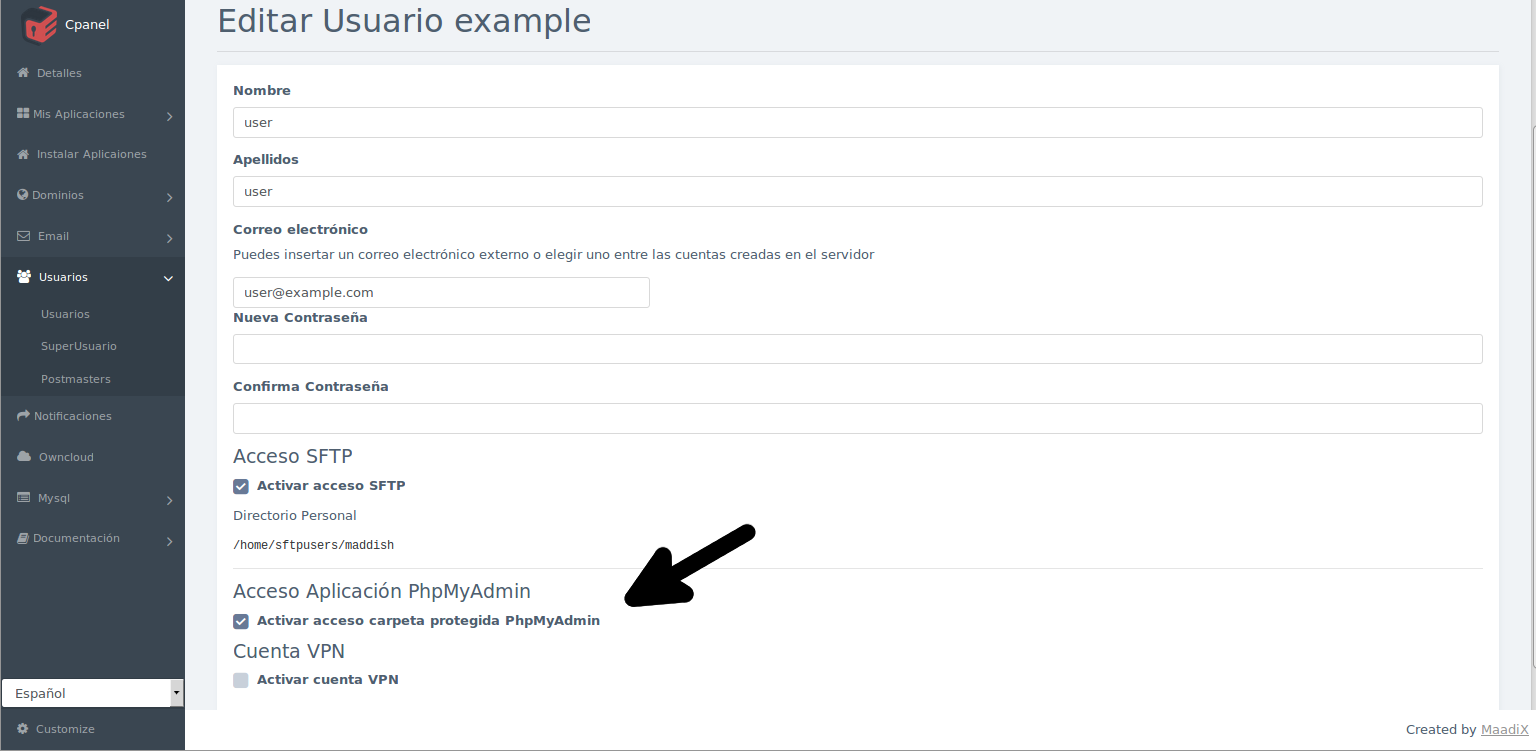 Cpanel
Detalles
Mis Aplicaciones
Instalar Aplicaiones
Dominios
Email
Usuarios
Usuarios
SuperUsuario
Postmasters
Notificaciones
Owncloud
Mysql
Documentación
Español
Customize
Editar Usuario example
Nombre
user
Apellidos
user
Correo electrónico
Puedes insertar un correo electrónico externo o elegir uno entre las cuentas creadas en el servidor
user@example.com
Nueva Contraseña
Confirma Contraseña
Acceso SFTP
Activar acceso SFTP
Directorio Personal
/home/sftpusers/maddish
Acceso Aplicación PhpMyAdmin
Activar acceso carpeta protegida PhpMyAdmin
Cuenta VPN
Activar cuenta VPN
Created by MaadiX